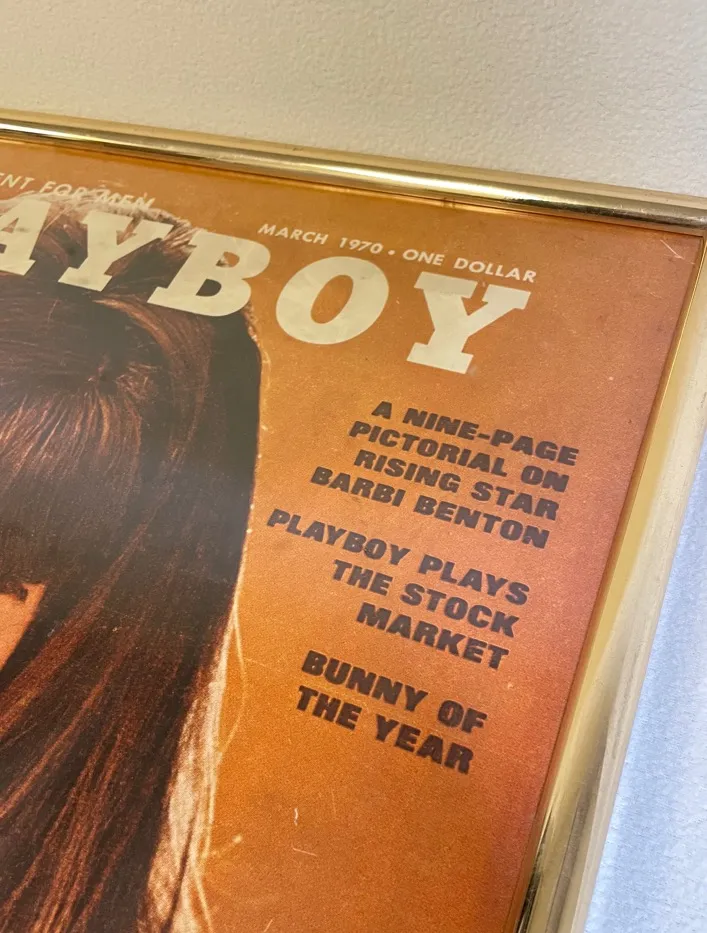 ENT FOR MEN
AYBOY
MARCH 1970 • ONE DOLLAR
A NINE-PAGE
PICTORIAL ON
RISING STAR
BARBI BENTON
PLAYBOY PLAYS
THE STOCK
MARKET
BUNNY OF
THE YEAR